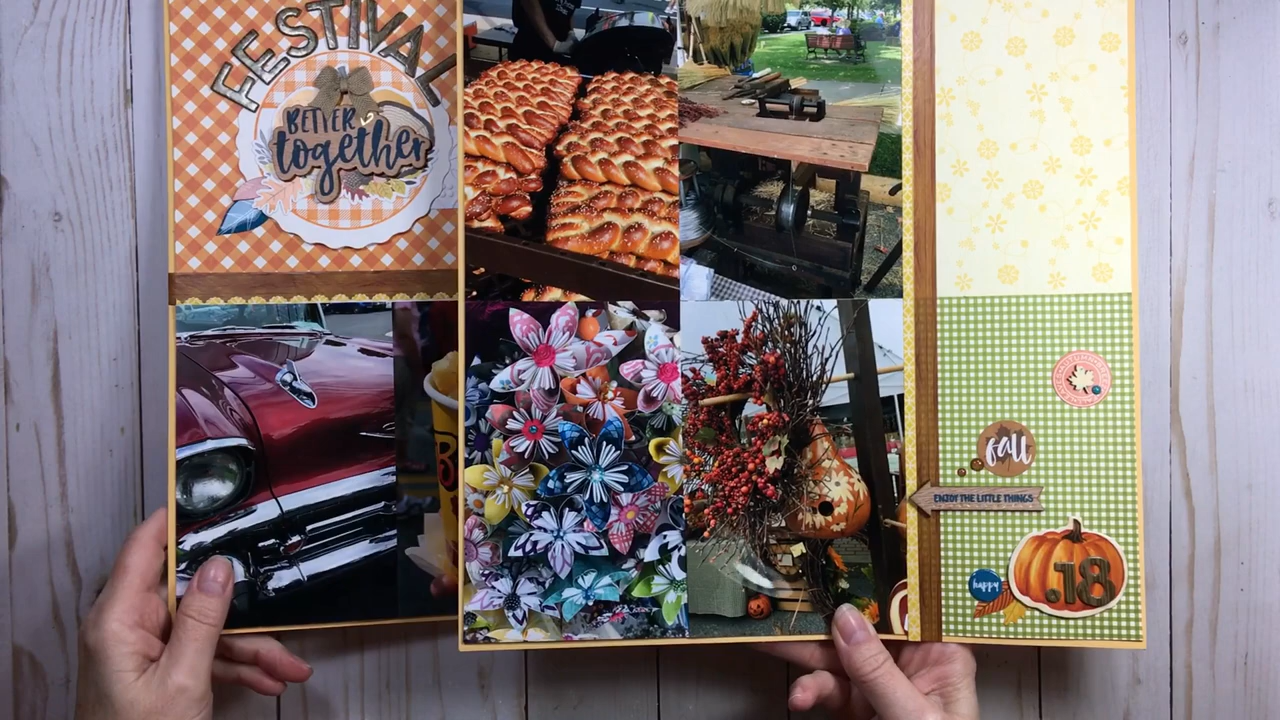 FESTIVAL
BETTER
together
fall
ENJOY THE LITTLE THINGS
happy
.18